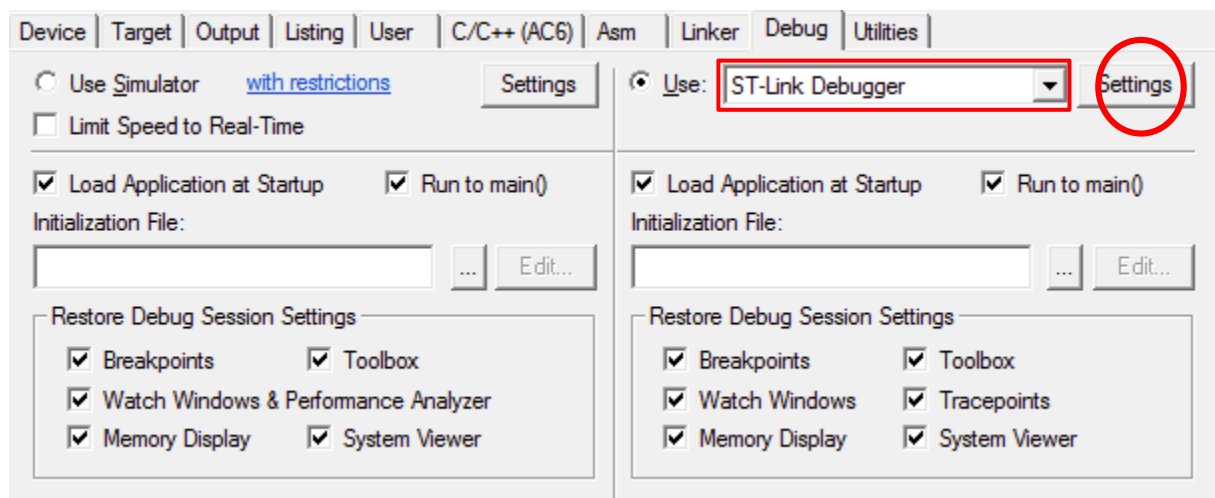 Device Target Output Listing User C/C++ (AC6) Asm Linker Debug Utilities
Use Simulator with restrictions Settings
Limit Speed to Real-Time
Load Application at Startup Run to main()
Initialization File:
... Edit...
Restore Debug Session Settings
Breakpoints Toolbox
Watch Windows & Performance Analyzer
Memory Display System Viewer
Use: ST-Link Debugger Settings
Load Application at Startup Run to main()
Initialization File:
... Edit...
Restore Debug Session Settings
Breakpoints Toolbox
Watch Windows Tracepoints
Memory Display System Viewer